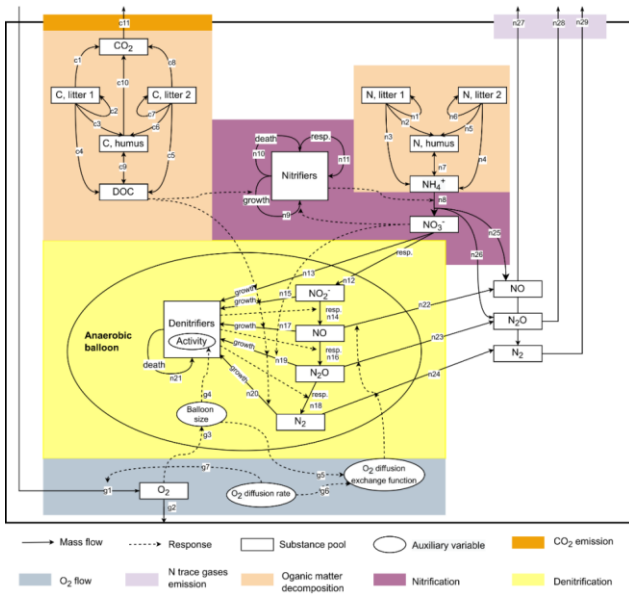 c11
n27
n28
n29
CO₂
c1
c8
c10
C, litter 1
C, litter 2
c2
c7
c3
c6
C, humus
c4
c5
c9
DOC
N, litter 1
N, litter 2
n1
n6
n2
n5
n3
n4
N, humus
n7
NH₄⁺
n8
NO₃⁻
death
resp.
n10
n11
Nitrifiers
growth
n9
n25
n26
resp.
n13
n12
growth
n15
NO₂⁻
growth
resp.
n14
n22
NO
N₂O
N₂
Anaerobic
balloon
Denitrifiers
Activity
growth
n17
NO
resp.
n16
n23
death
n21
growth
n19
N₂O
n24
growth
n20
resp.
n18
N₂
g4
Balloon
size
g3
g7
g5
O₂ diffusion
exchange function
g1
O₂
O₂ diffusion rate
g6
g2
Mass flow
Response
Substance pool
Auxiliary variable
CO₂ emission
O₂ flow
N trace gases
emission
Oganic matter
decomposition
Nitrification
Denitrification